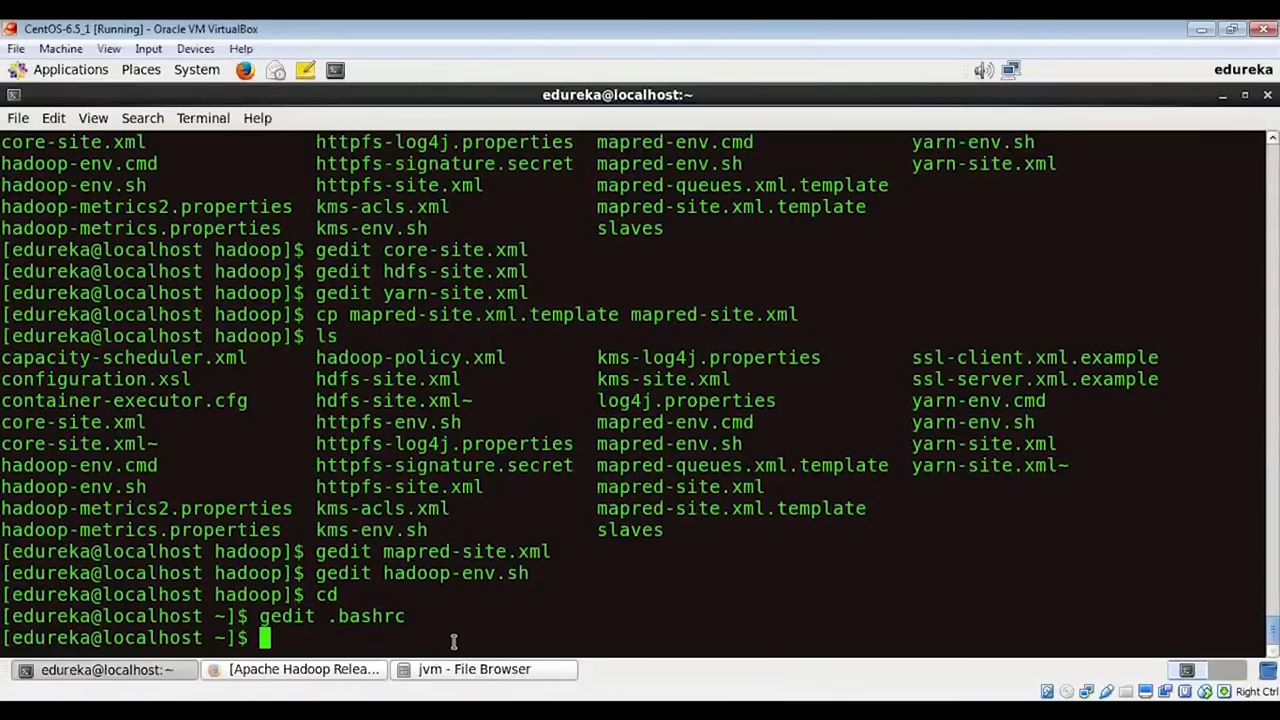 CentOS-6.5_1 [Running] - Oracle VM VirtualBox
File Machine View Input Devices Help
Applications Places System edureka
edureka@localhost:~
File Edit View Search Terminal Help
core-site.xml httpfs-log4j.properties mapred-env.cmd yarn-env.sh
hadoop-env.cmd httpfs-signature.secret mapred-env.sh yarn-site.xml
hadoop-env.sh httpfs-site.xml mapred-queues.xml.template
hadoop-metrics2.properties kms-acls.xml mapred-site.xml.template
hadoop-metrics.properties kms-env.sh slaves
[edureka@localhost hadoop]$ gedit core-site.xml
[edureka@localhost hadoop]$ gedit hdfs-site.xml
[edureka@localhost hadoop]$ gedit yarn-site.xml
[edureka@localhost hadoop]$ cp mapred-site.xml.template mapred-site.xml
[edureka@localhost hadoop]$ ls
capacity-scheduler.xml hadoop-policy.xml kms-log4j.properties ssl-client.xml.example
configuration.xsl hdfs-site.xml kms-site.xml ssl-server.xml.example
container-executor.cfg hdfs-site.xml~ log4j.properties yarn-env.cmd
core-site.xml httpfs-env.sh mapred-env.cmd yarn-env.sh
core-site.xml~ httpfs-log4j.properties mapred-env.sh yarn-site.xml
hadoop-env.cmd httpfs-signature.secret mapred-queues.xml.template yarn-site.xml~
hadoop-env.sh httpfs-site.xml mapred-site.xml
hadoop-metrics2.properties kms-acls.xml mapred-site.xml.template
hadoop-metrics.properties kms-env.sh slaves
[edureka@localhost hadoop]$ gedit mapred-site.xml
[edureka@localhost hadoop]$ gedit hadoop-env.sh
[edureka@localhost hadoop]$ cd
[edureka@localhost ~]$ gedit .bashrc
[edureka@localhost ~]$
edureka@localhost:~ [Apache Hadoop Relea... jvm - File Browser
Right Ctrl